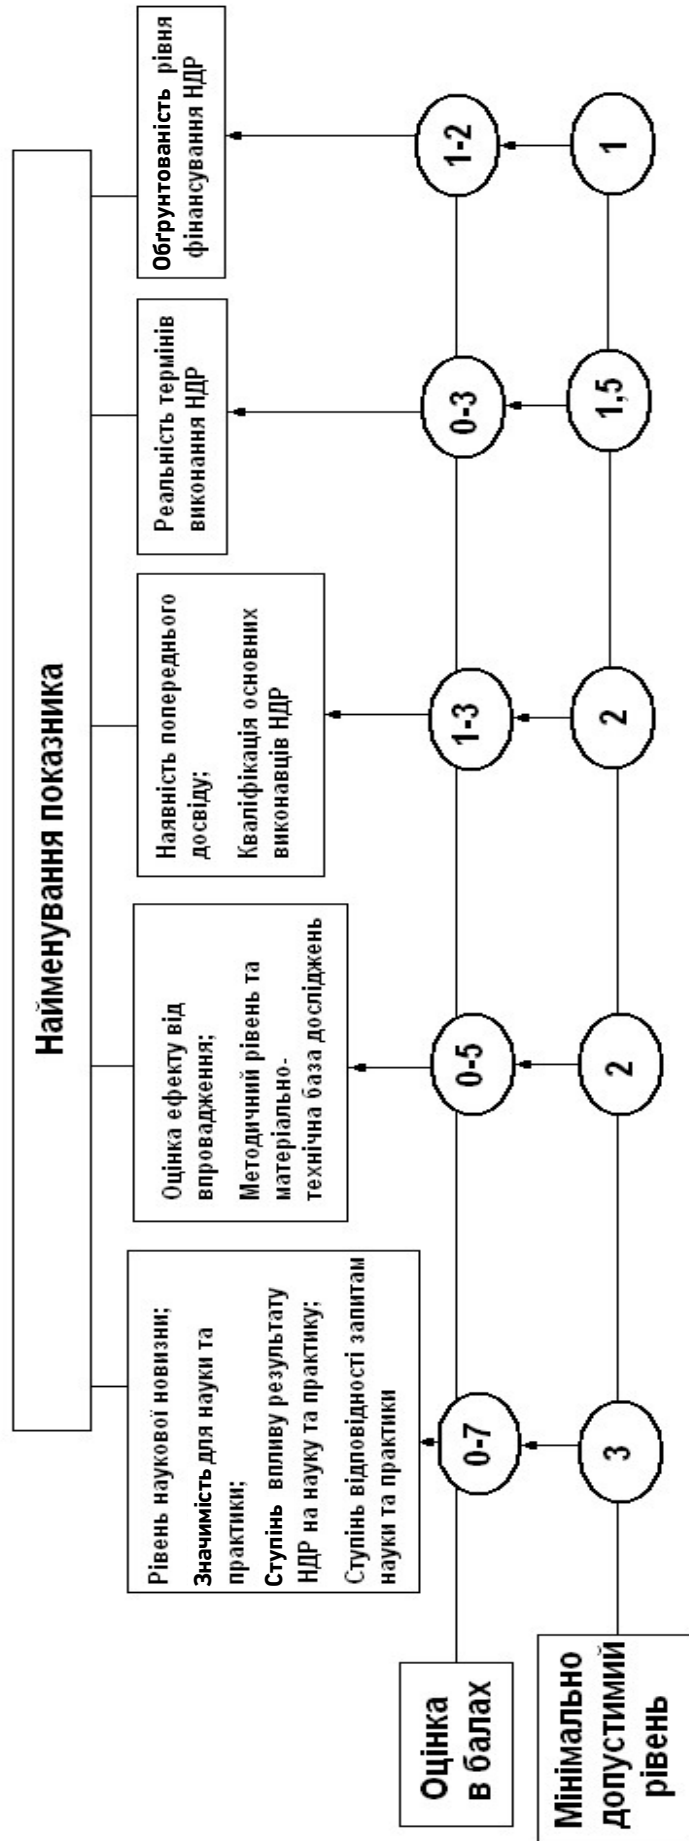 Найменування показника
Рівень наукової новизни;
Значимість для науки та
практики;
Ступінь впливу результату
НДР на науку та практику;
Ступінь відповідності запитам
науки та практики
Оцінка ефекту від
впровадження;
Методичний рівень та
матеріально-
технічна база досліджень
Наявність попереднього
досвіду;
Кваліфікація основних
виконавців НДР
Реальність термінів
виконання НДР
Обґрунтованість рівня
фінансування НДР
Оцінка
в балах
0-7
0-5
1-3
0-3
1-2
Мінімально
допустимий
рівень
3
2
2
1,5
1